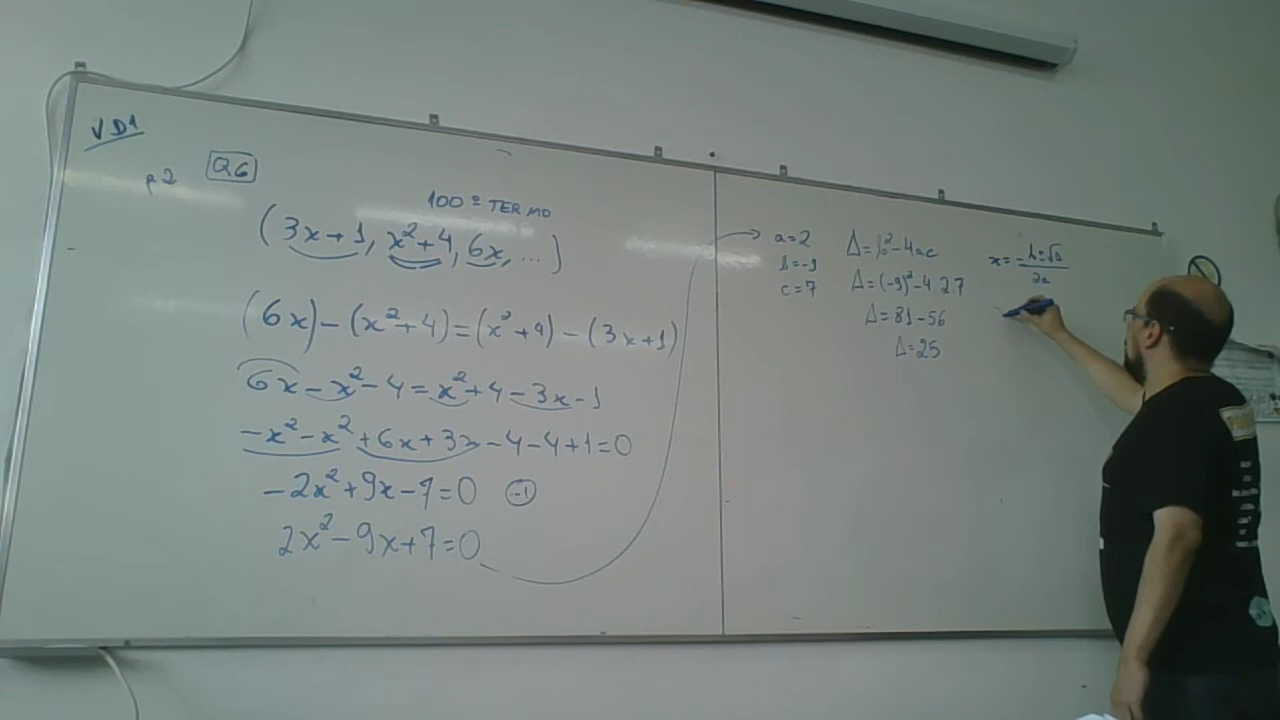 VD1
p2 Q6
100º TERMO
(3x+1, x²+4, 6x, ...)
(6x)-(x²+4)=(x²+4)-(3x+1)
6x-x²-4=x²+4-3x-1
-x²-x²+6x+3x-4-4+1=0
-2x²+9x-7=0 (-1)
2x²-9x+7=0
a=2
b=-9
c=7
Δ=b²-4ac
Δ=(-9)²-4.2.7
Δ=81-56
Δ=25
x=-b±√Δ/2a